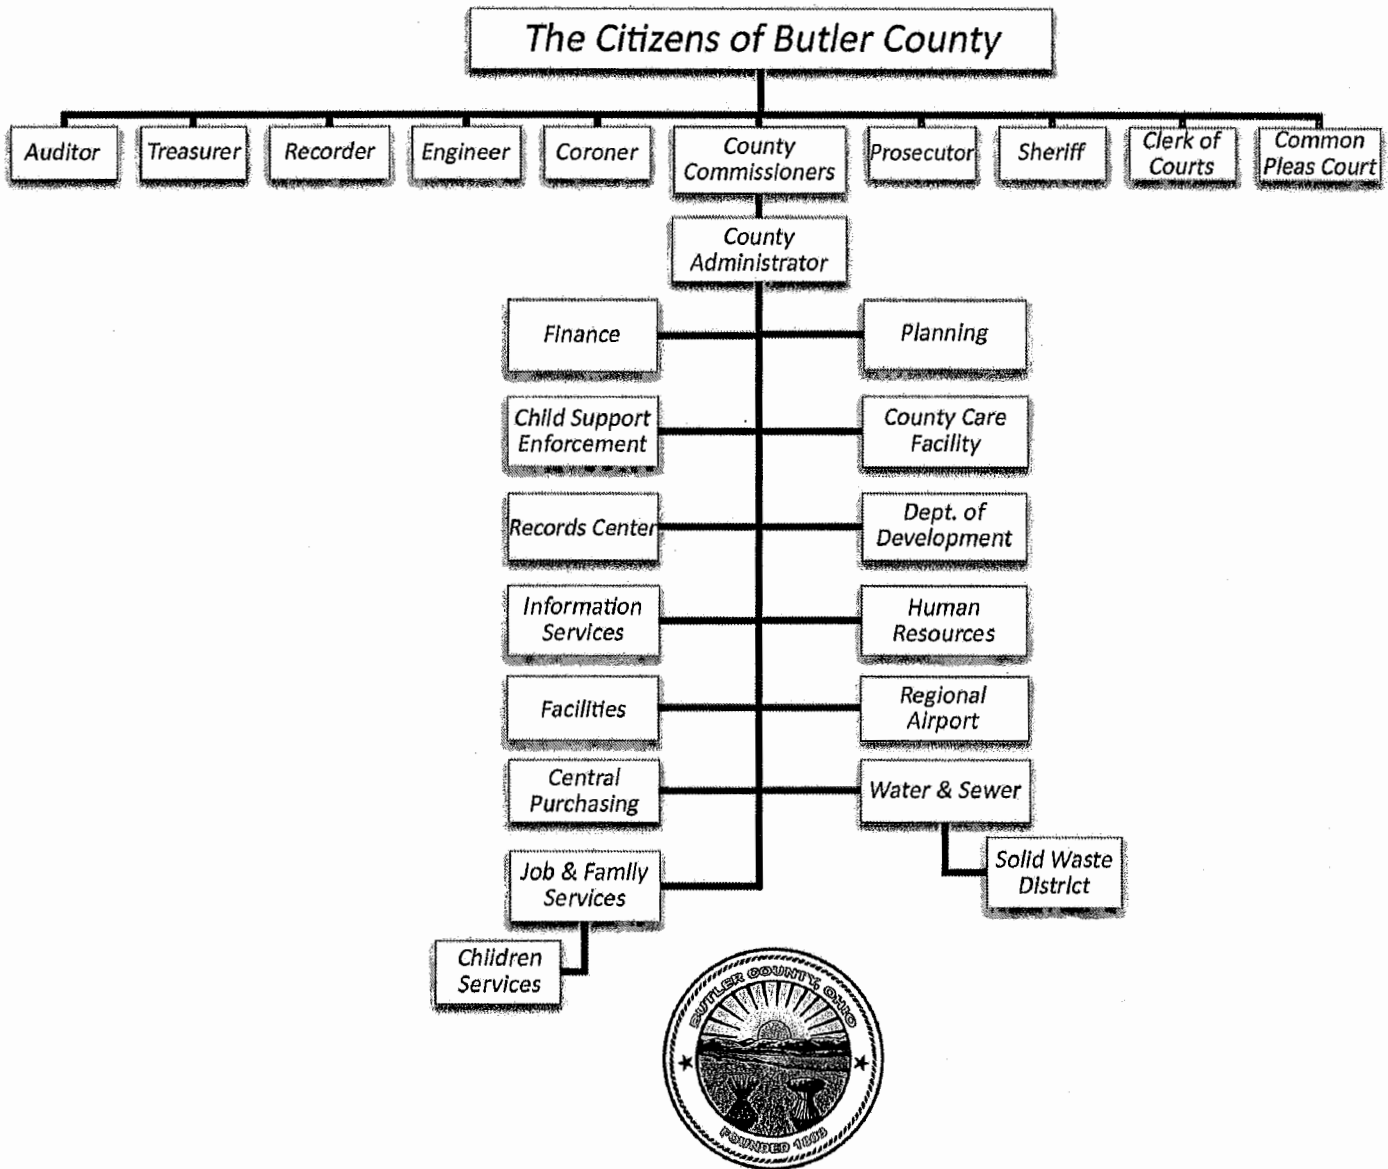 The Citizens of Butler County
Auditor
Treasurer
Recorder
Engineer
Coroner
County
Commissioners
Prosecutor
Sheriff
Clerk of
Courts
Common
Pleas Court
County
Administrator
Finance
Planning
Child Support
Enforcement
County Care
Facility
Records Center
Dept. of
Development
Information
Services
Human
Resources
Facilities
Regional
Airport
Central
Purchasing
Water & Sewer
Job & Family
Services
Solid Waste
District
Children
Services
BUTLER COUNTY, OHIO
FOUNDED 1803